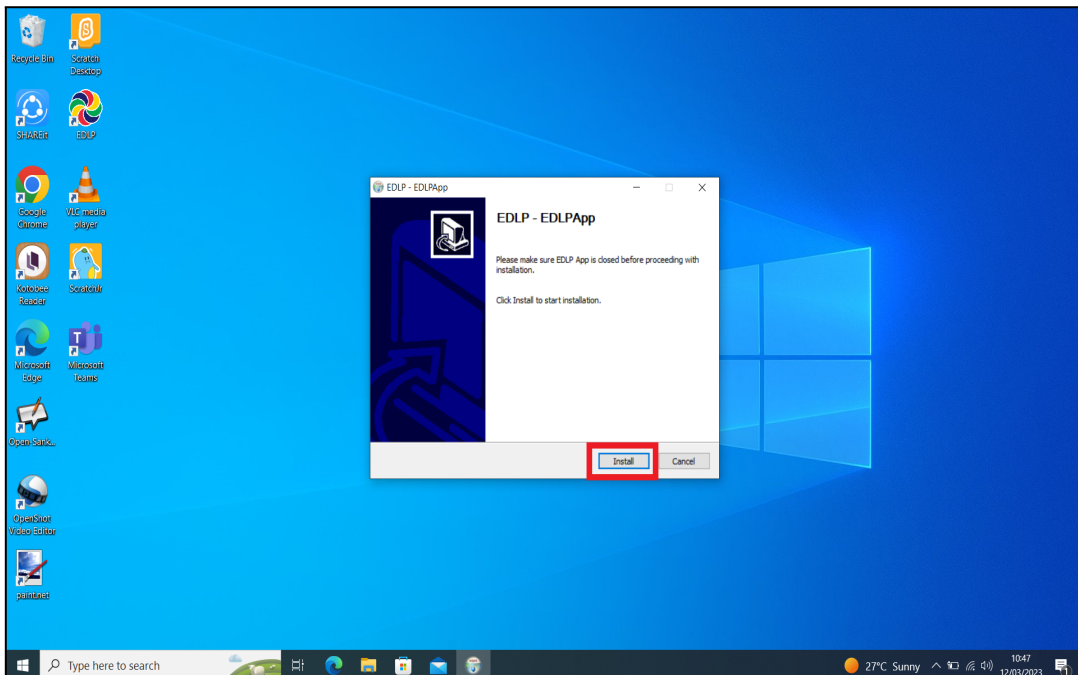 Recycle Bin
Scratch
Desktop
SHAREit
EDLP
Google
Chrome
VLC media
player
Kotobee
Reader
ScratchJr
Microsoft
Edge
Microsoft
Teams
Open-Sank...
OpenShot
Video Editor
paint.net
EDLP - EDLPApp
EDLP - EDLPApp
Please make sure EDLP App is closed before proceeding with
installation.
Click Install to start installation.
Install
Cancel
Type here to search
27°C Sunny
10:47
12/03/2023
1